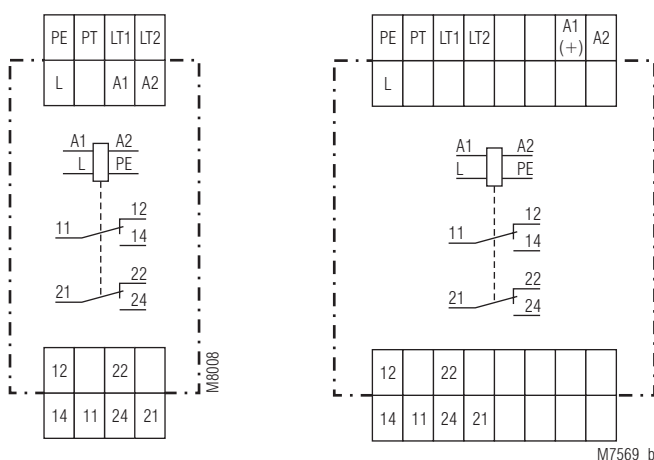 PE PT LT1 LT2
L A1 A2
A1 A2
L PE
12
11
14
22
21
24
12 22
14 11 24 21
M8008
PE PT LT1 LT2 A1 (+) A2
L
A1 A2
L PE
12
11
14
22
21
24
12 22
14 11 24 21
M7569_b